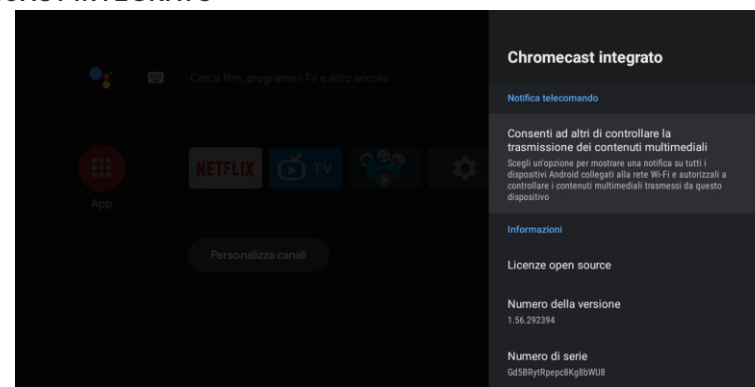 Chromecast integrato
Cerca film, programmi TV e altro ancora
Notifica telecomando
Consenti ad altri di controllare la
trasmissione dei contenuti multimediali
Scegli un'opzione per mostrare una notifica su tutti i
dispositivi Android collegati alla rete Wi-Fi e autorizzali a
controllare i contenuti multimediali trasmessi da questo
dispositivo
NETFLIX
TV
App
Informazioni
Personalizza canali
Licenze open source
Numero della versione
1.56.292394
Numero di serie
Gd5BRytRpepc8Kg8bWU8